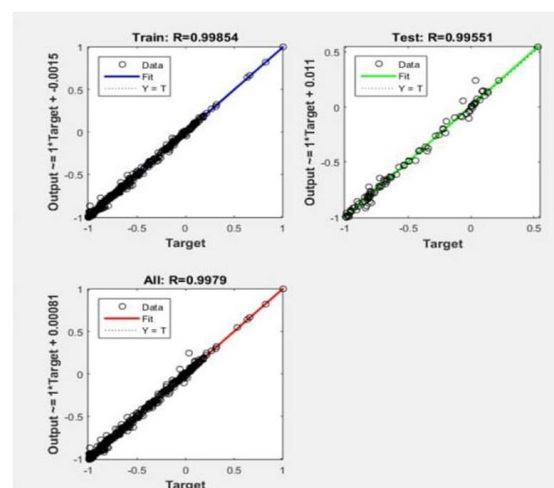 Train: R=0.99854
Output ~= 1*Target + -0.0015
1
0.5
0
-0.5
-1
Data
Fit
Y = T
-1 -0.5 0 0.5 1
Target
Test: R=0.99551
Output ~= 1*Target + 0.011
0.5
0
-0.5
-1
Data
Fit
Y = T
-1 -0.5 0 0.5
Target
All: R=0.9979
Output ~= 1*Target + 0.00081
1
0.5
0
-0.5
-1
Data
Fit
Y = T
-1 -0.5 0 0.5 1
Target